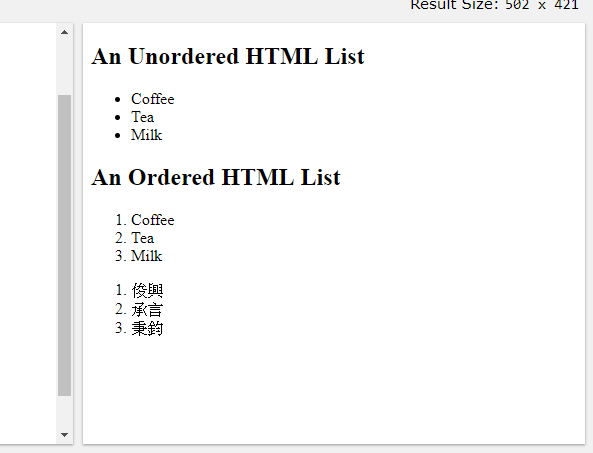 Result Size: 502 x 421
An Unordered HTML List
• Coffee
• Tea
• Milk
An Ordered HTML List
1. Coffee
2. Tea
3. Milk
1. 俊興
2. 承言
3. 秉鈞